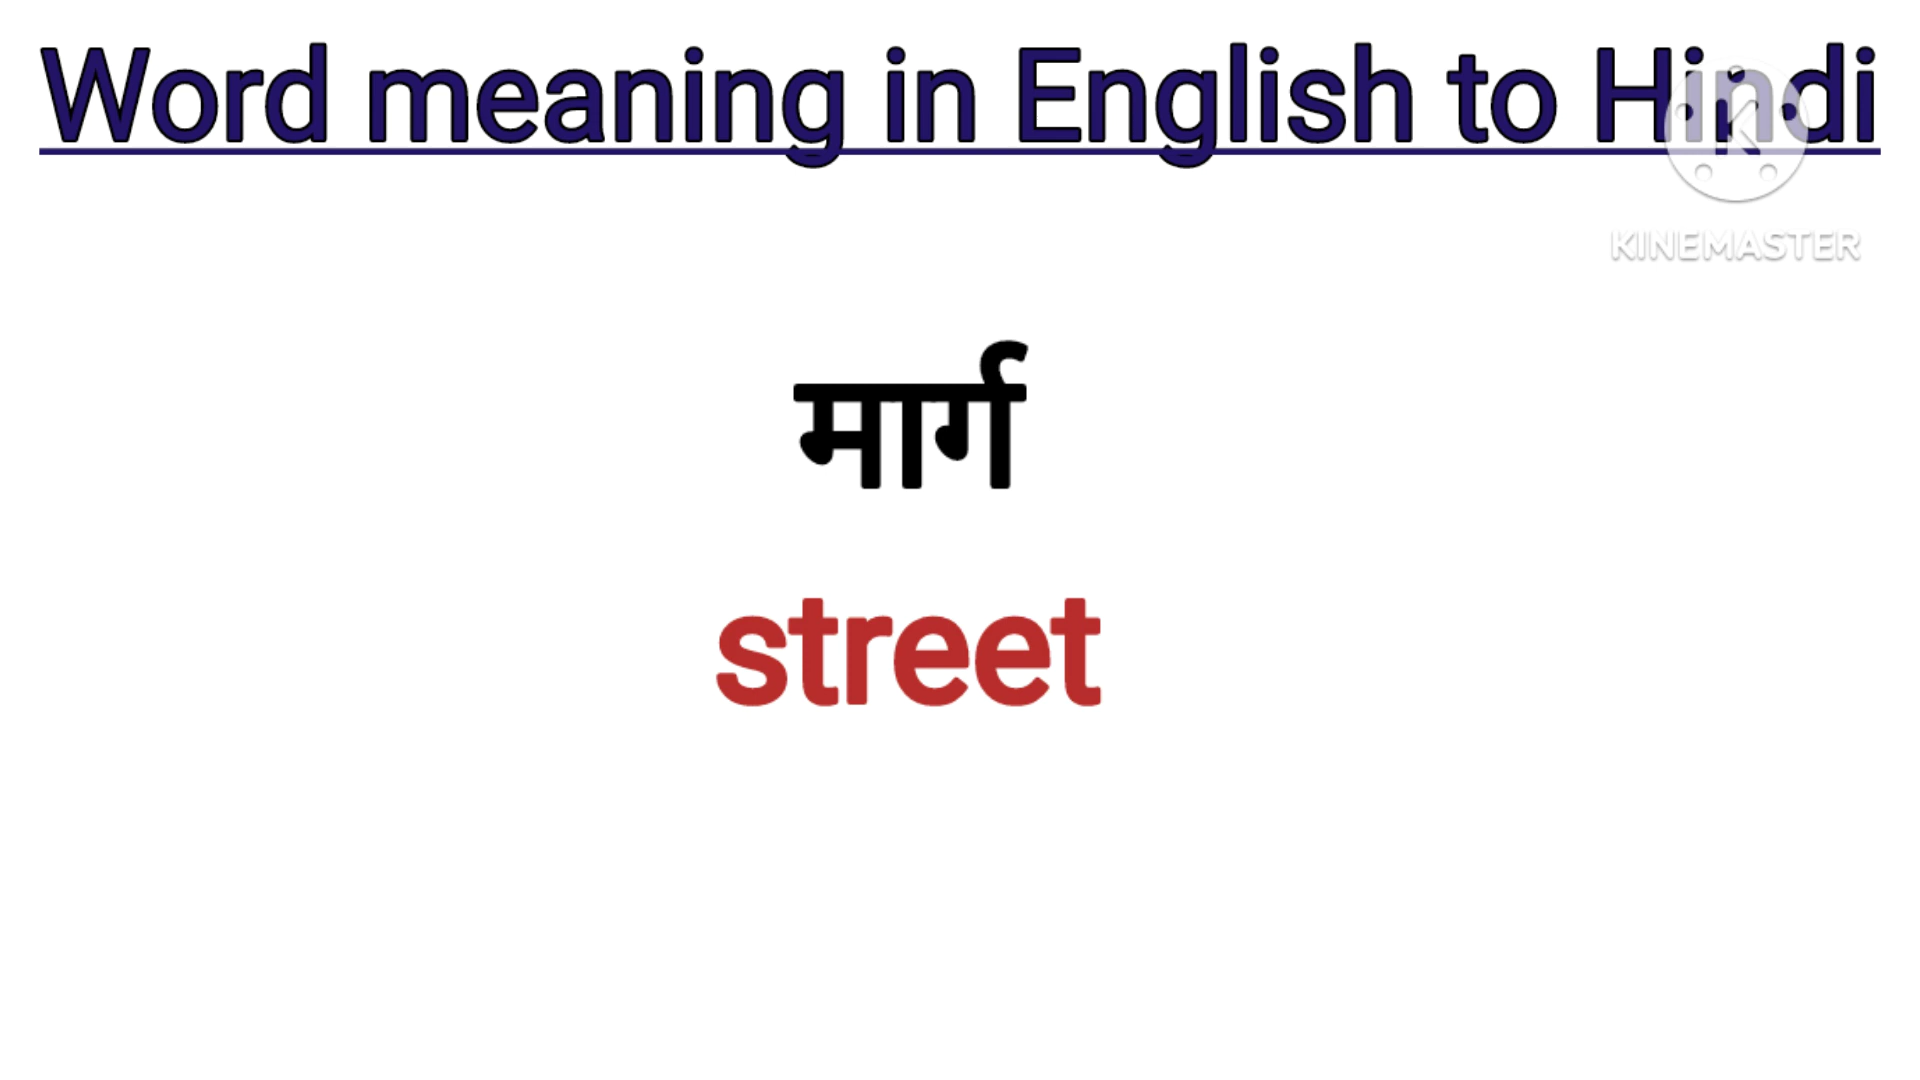 Word meaning in English to Hindi
KINEMASTER
मार्ग
street